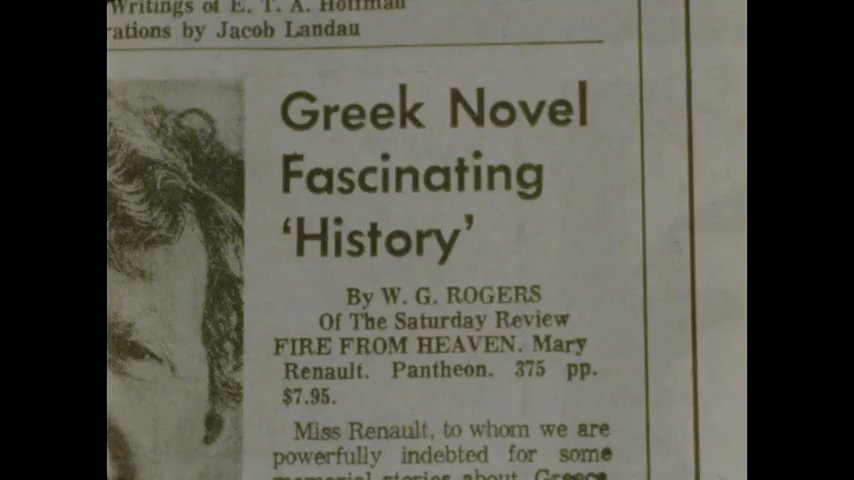 Writings of E. T. A. Hoffman
rations by Jacob Landau
Greek Novel
Fascinating
'History'
By W. G. ROGERS
Of The Saturday Review
FIRE FROM HEAVEN. Mary
Renault. Pantheon. 375 pp.
$7.95.
Miss Renault, to whom we are
powerfully indebted for some
memorial stories about Greece